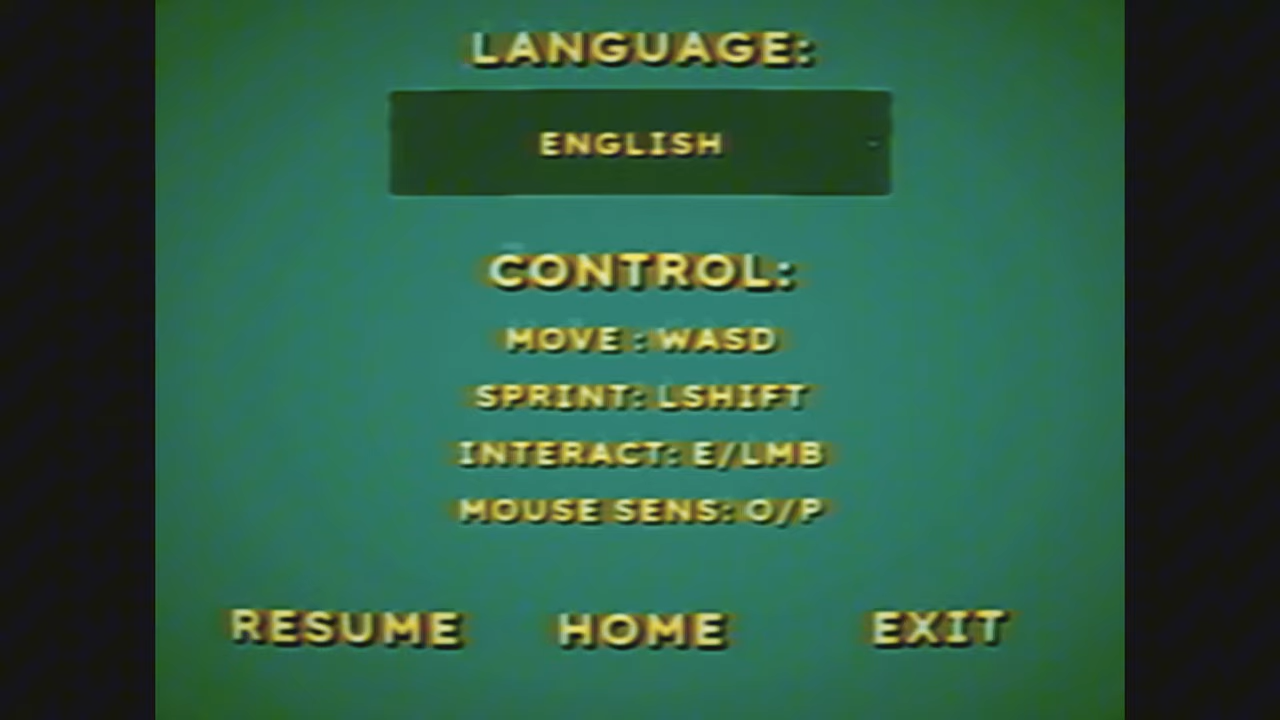 LANGUAGE:
ENGLISH
CONTROL:
MOVE : WASD
SPRINT: LSHIFT
INTERACT: E/LMB
MOUSE SENS: O/P
RESUME HOME EXIT